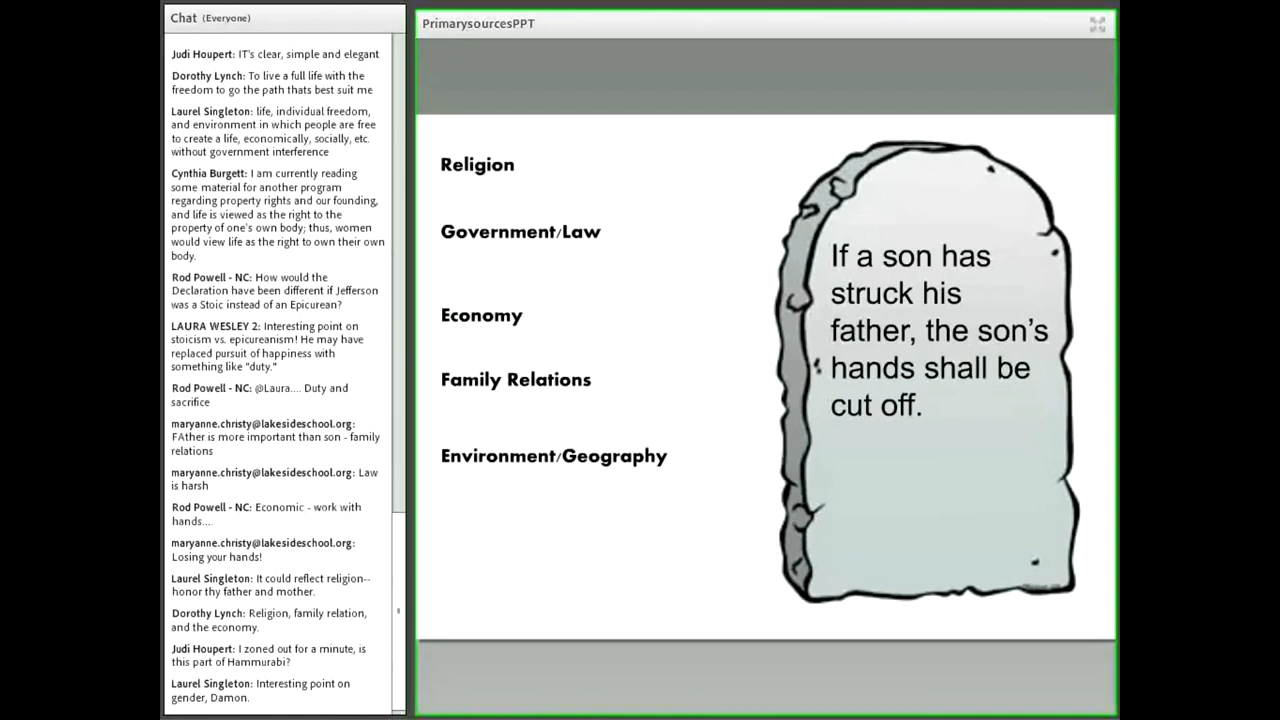 Chat (Everyone)
Judi Houpert: IT's clear, simple and elegant
Dorothy Lynch: To live a full life with the
freedom to go the path thats best suit me
Laurel Singleton: life, individual freedom,
and environment in which people are free
to create a life, economically, socially, etc.
without government interference
Cynthia Burgett: I am currently reading
some material for another program
regarding property rights and our founding,
and life is viewed as the right to the
property of one's own body; thus, women
would view life as the right to own their own
body.
Rod Powell - NC: How would the
Declaration have been different if Jefferson
was a Stoic instead of an Epicurean?
LAURA WESLEY 2: Interesting point on
stoicism vs. epicureanism! He may have
replaced pursuit of happiness with
something like "duty."
Rod Powell - NC: @Laura.... Duty and
sacrifice
maryanne.christy@lakesideschool.org:
FAther is more important than son - family
relations
maryanne.christy@lakesideschool.org: Law
is harsh
Rod Powell - NC: Economic - work with
hands....
maryanne.christy@lakesideschool.org:
Losing your hands!
Laurel Singleton: It could reflect religion--
honor thy father and mother.
Dorothy Lynch: Religion, family relation,
and the economy.
Judi Houpert: I zoned out for a minute, is
this part of Hammurabi?
Laurel Singleton: Interesting point on
gender, Damon.
PrimarysourcesPPT
Religion
Government/Law
Economy
Family Relations
Environment/Geography
If a son has
struck his
father, the son's
hands shall be
cut off.